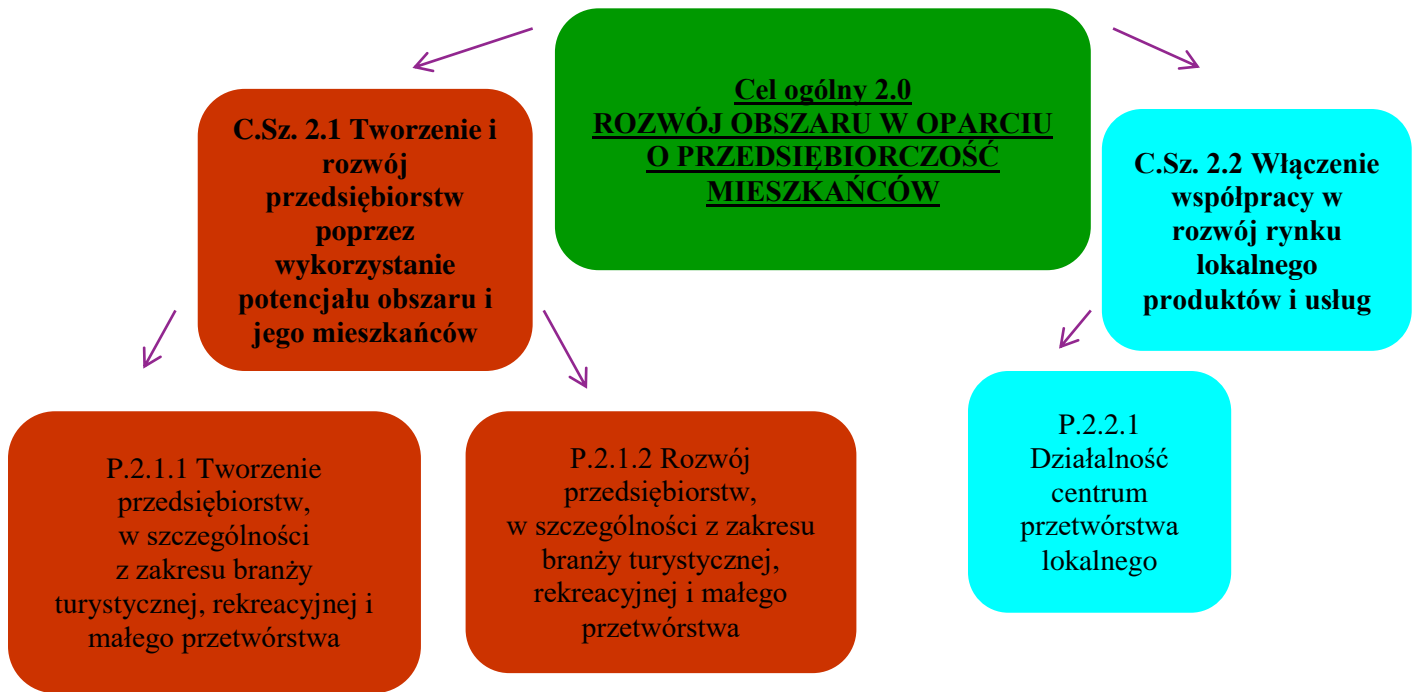 Cel ogólny 2.0
ROZWÓJ OBSZARU W OPARCIU
O PRZEDSIĘBIORCZOŚĆ
MIESZKAŃCÓW
C.Sz. 2.1 Tworzenie i
rozwój
przedsiębiorstw
poprzez
wykorzystanie
potencjału obszaru i
jego mieszkańców
C.Sz. 2.2 Włączenie
współpracy w
rozwój rynku
lokalnego
produktów i usług
P.2.1.1 Tworzenie
przedsiębiorstw,
w szczególności
z zakresu branży
turystycznej, rekreacyjnej i
małego przetwórstwa
P.2.1.2 Rozwój
przedsiębiorstw,
w szczególności z zakresu
branży turystycznej,
rekreacyjnej i małego
przetwórstwa
P.2.2.1
Działalność
centrum
przetwórstwa
lokalnego